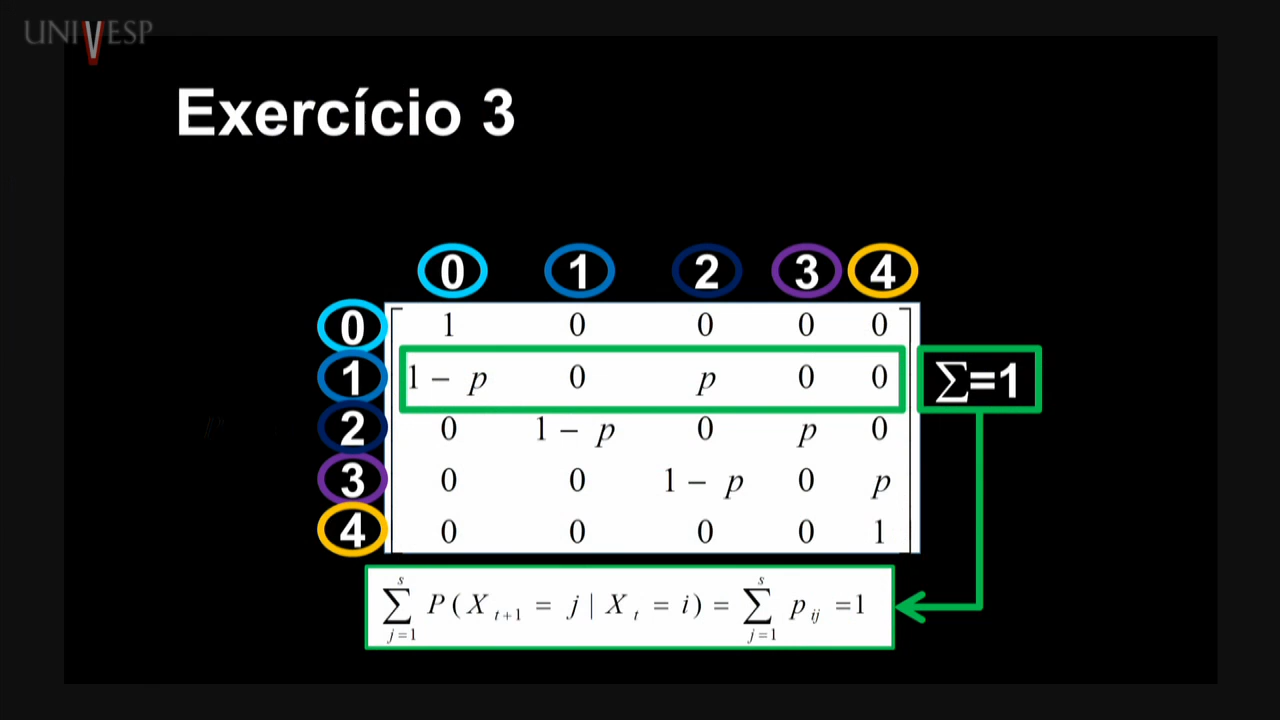 UNIVESP
Exercício 3
0 1 2 3 4
0 1 0 0 0 0
1 1 − p 0 p 0 0 Σ=1
2 0 1 − p 0 p 0
3 0 0 1 − p 0 p
4 0 0 0 0 1
∑_{j=1}^{s} P(X_{t+1} = j | X_t = i) = ∑_{j=1}^{s} p_{ij} =1